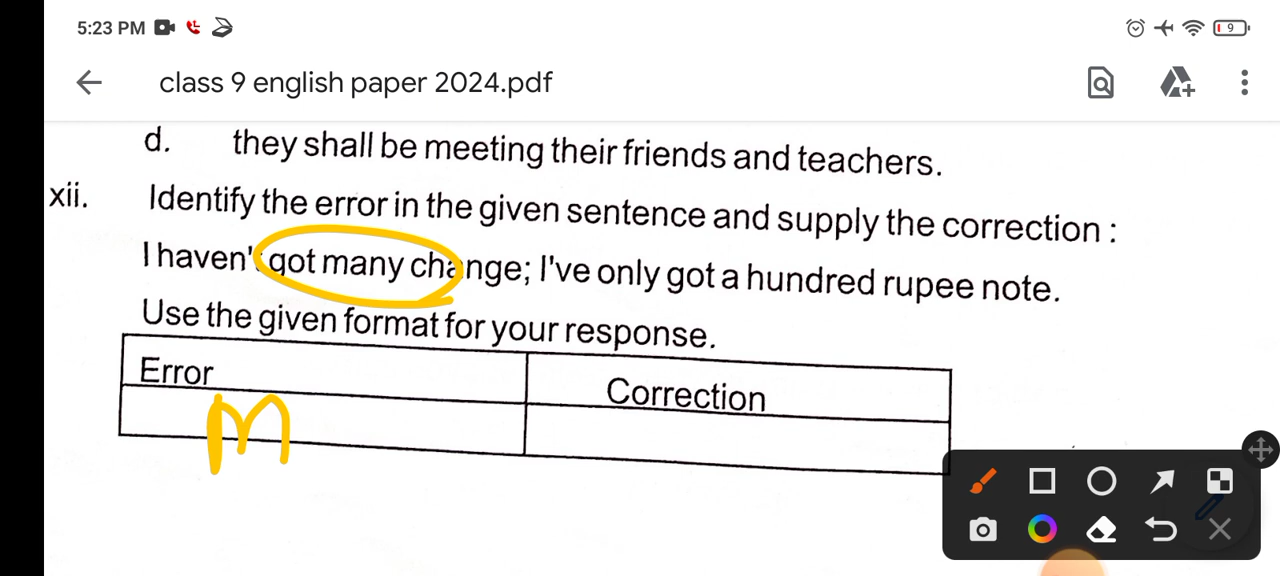 5:23 PM 9
class 9 english paper 2024.pdf
d. they shall be meeting their friends and teachers.
xii. Identify the error in the given sentence and supply the correction :
I haven't got many change; I've only got a hundred rupee note.
Use the given format for your response.
Error Correction
M